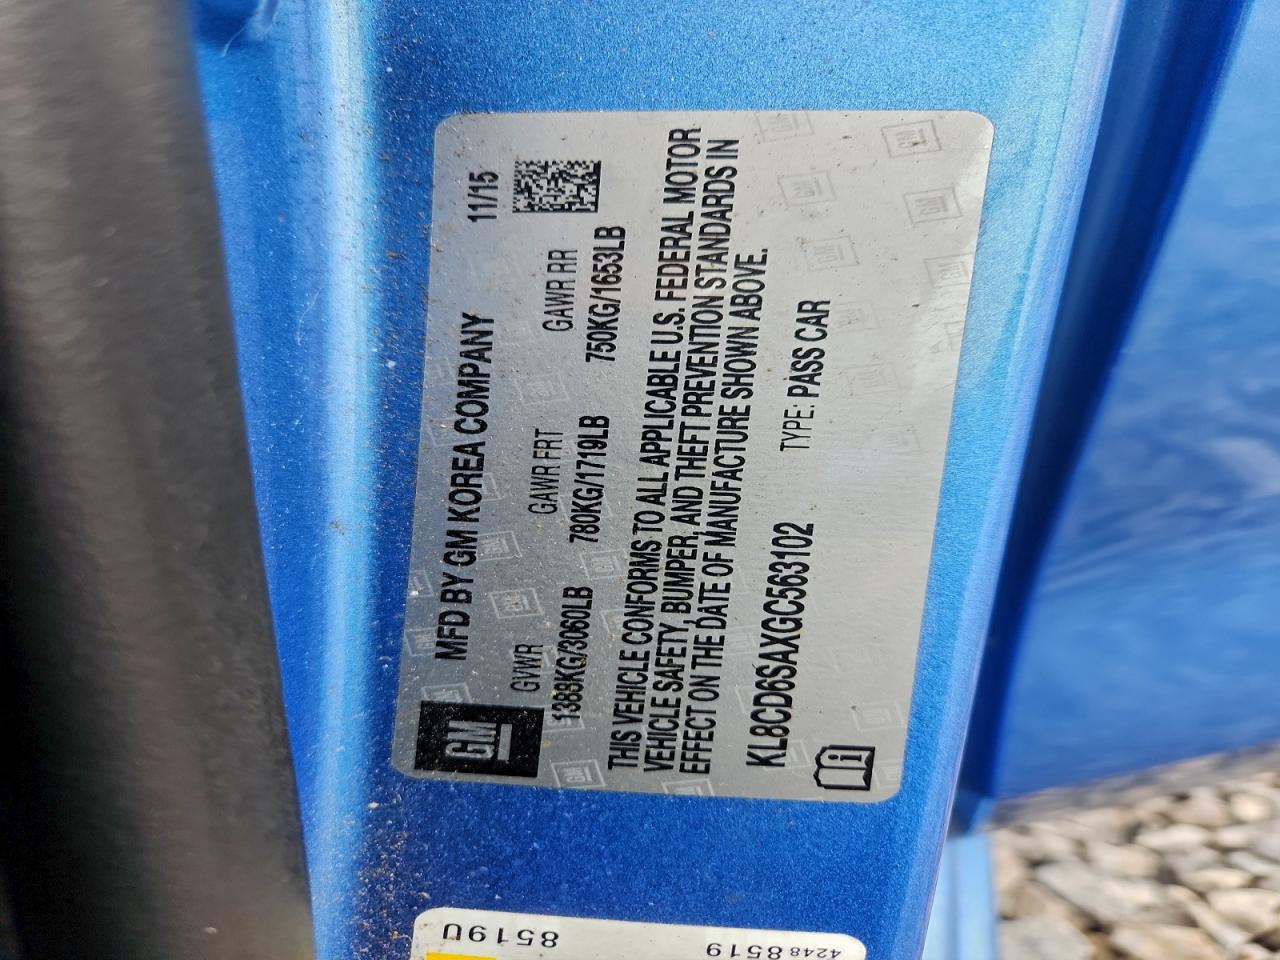 GM
MFD BY GM KOREA COMPANY 11/15
GVWR GAWR FRT GAWR RR
1388KG/3060LB 780KG/1719LB 750KG/1653LB
THIS VEHICLE CONFORMS TO ALL APPLICABLE U.S. FEDERAL MOTOR
VEHICLE SAFETY, BUMPER, AND THEFT PREVENTION STANDARDS IN
EFFECT ON THE DATE OF MANUFACTURE SHOWN ABOVE.
KL8CD6SAXGC563102 TYPE: PASS CAR
42488519
8519U